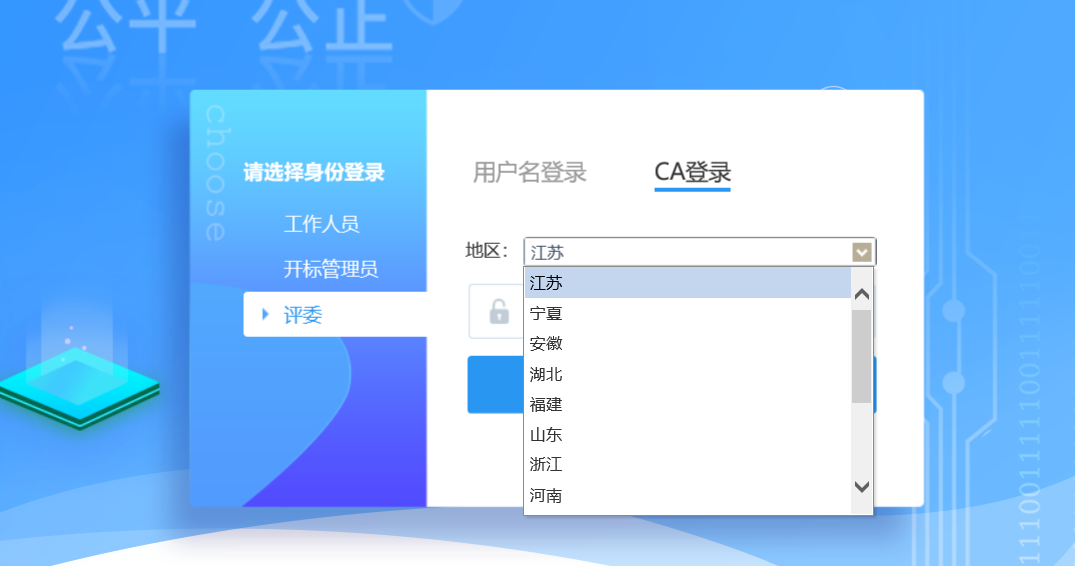 公平 公正
choose
请选择身份登录
工作人员
开标管理员
评委
用户名登录
CA登录
地区：
江苏
江苏
宁夏
安徽
湖北
福建
山东
浙江
河南